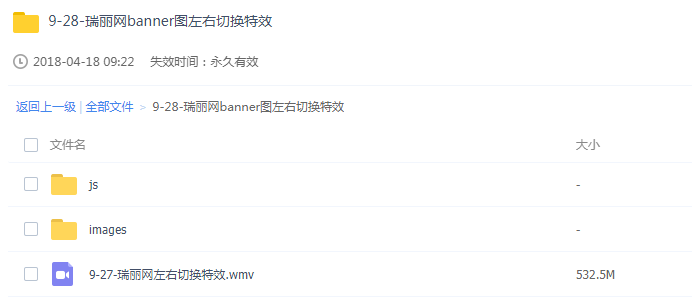 9-28-瑞丽网banner图左右切换特效
2018-04-18 09:22 失效时间：永久有效
返回上一级 | 全部文件 > 9-28-瑞丽网banner图左右切换特效
文件名 大小
js -
images -
9-27-瑞丽网左右切换特效.wmv 532.5M